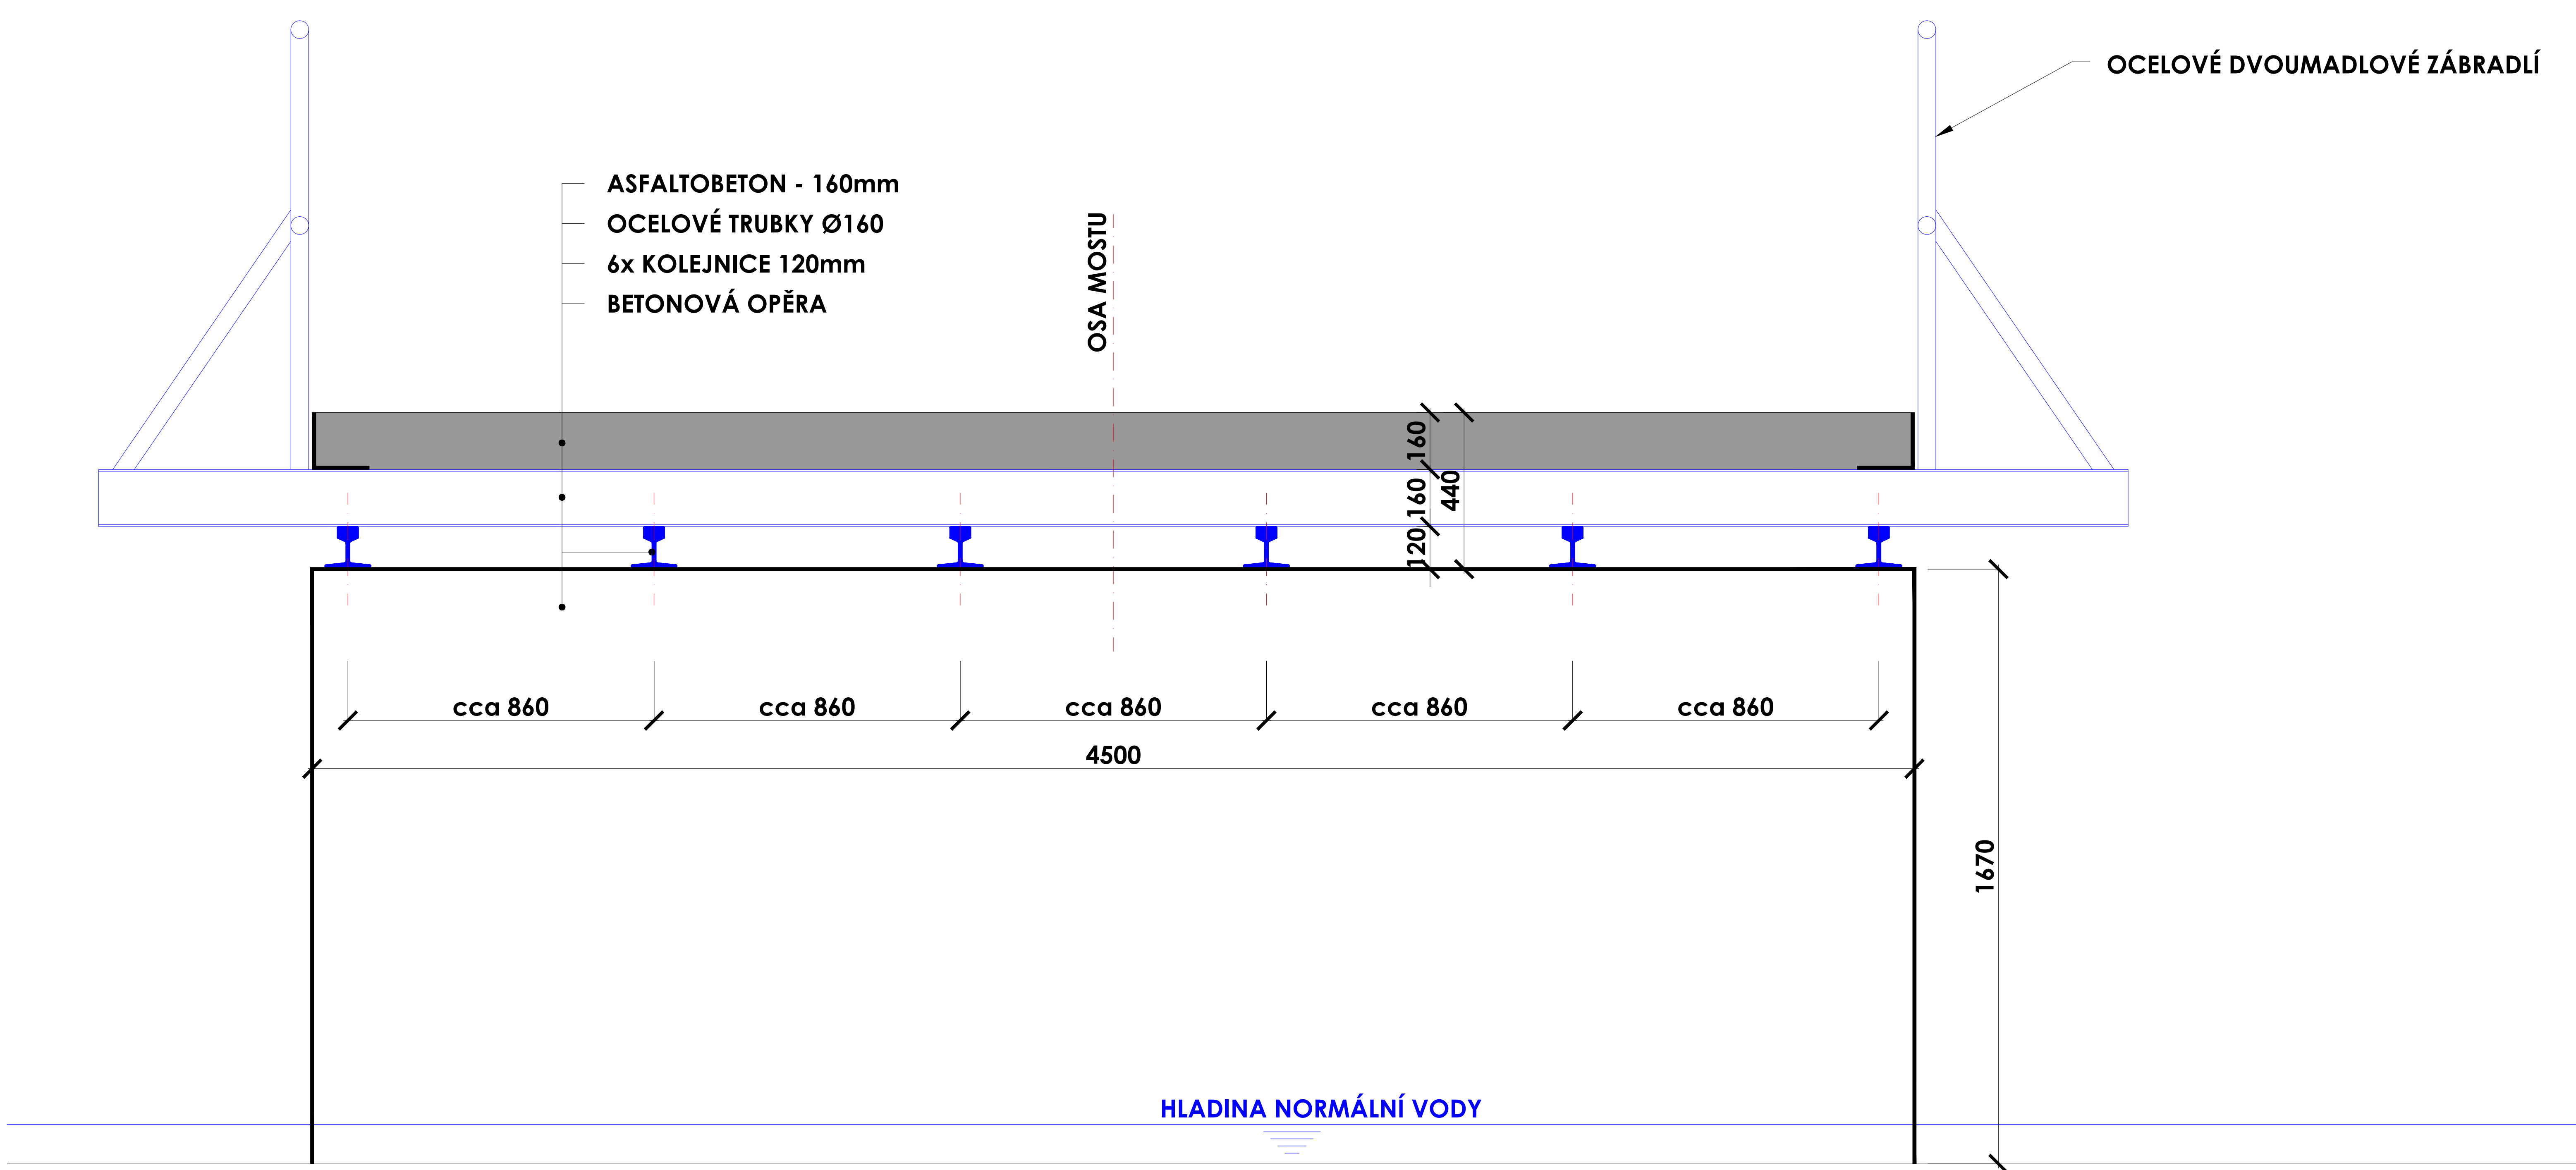 OCELOVÉ DVOUMADLOVÉ ZÁBRADLÍ
ASFALTOBETON - 160mm
OCELOVÉ TRUBKY Ø160
6x KOLEJNICE 120mm
BETONOVÁ OPĚRA
OSA MOSTU
160
160
440
120
cca 860 cca 860 cca 860 cca 860 cca 860
4500
1670
HLADINA NORMÁLNÍ VODY